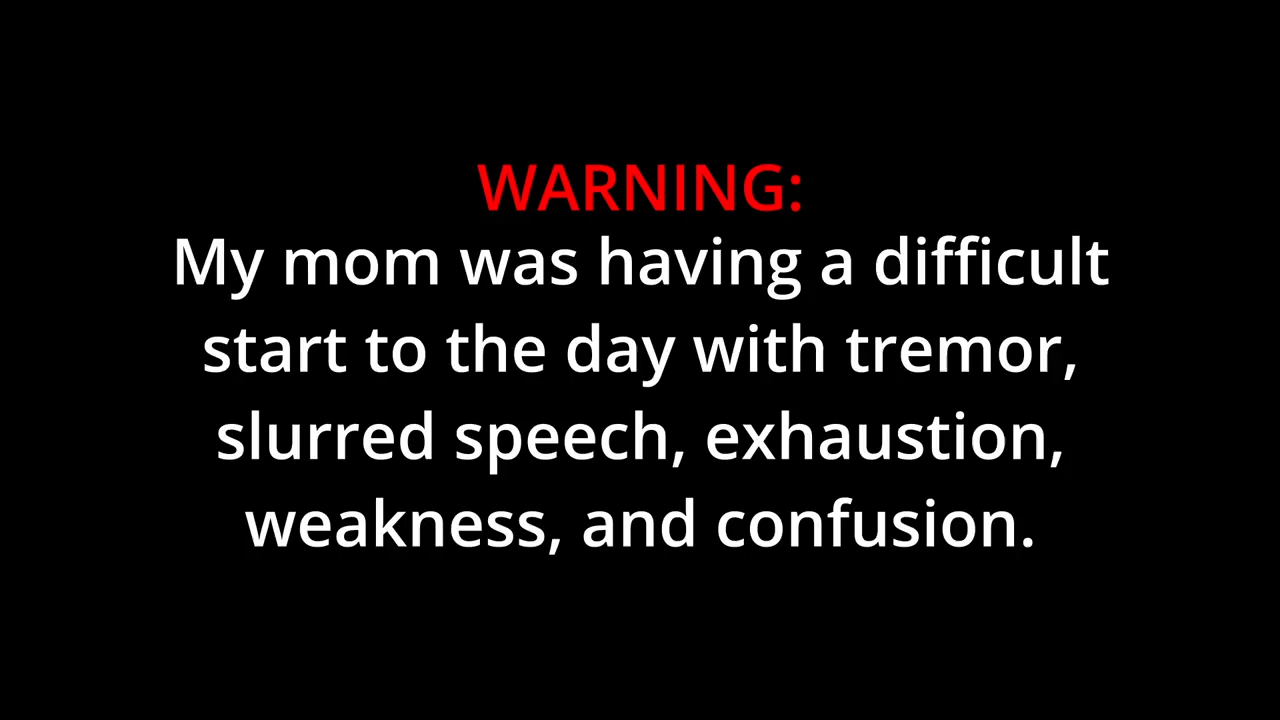 WARNING:
My mom was having a difficult
start to the day with tremor,
slurred speech, exhaustion,
weakness, and confusion.